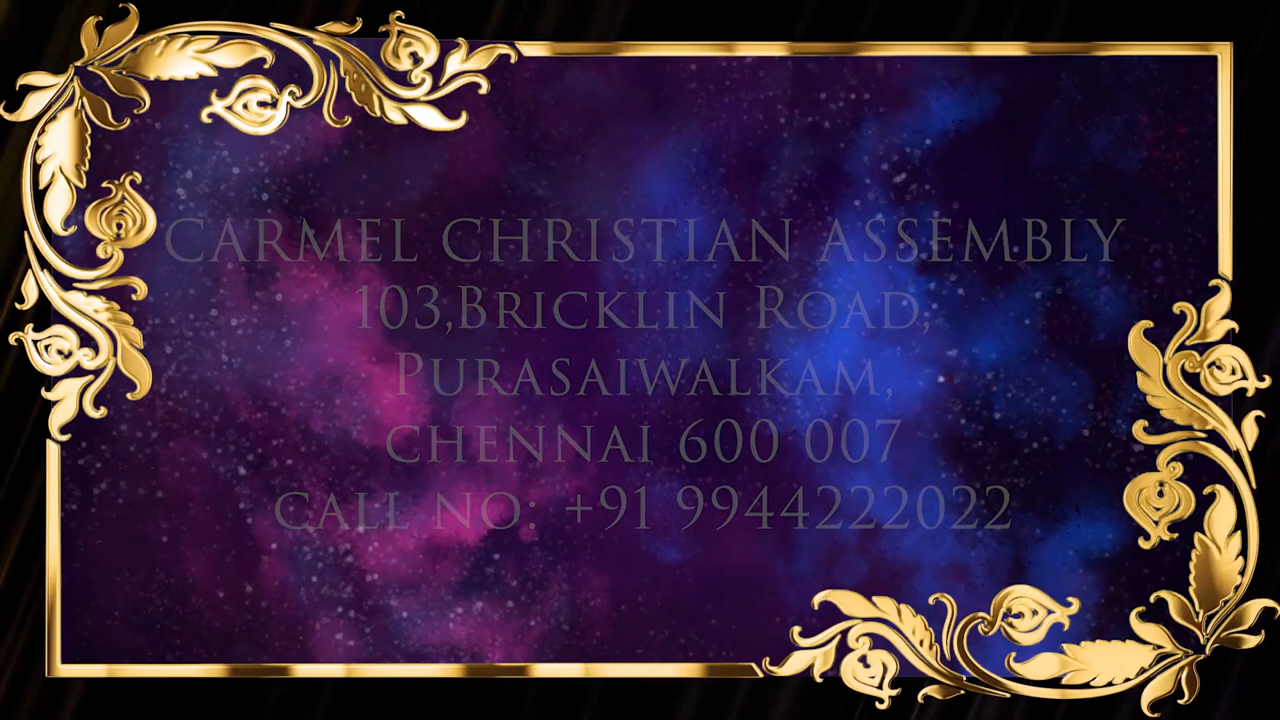 CARMEL CHRISTIAN ASSEMBLY
103,BRICKLIN ROAD,
PURASAIWALKAM,
CHENNAI 600 007
CALL NO: +91 9944222022